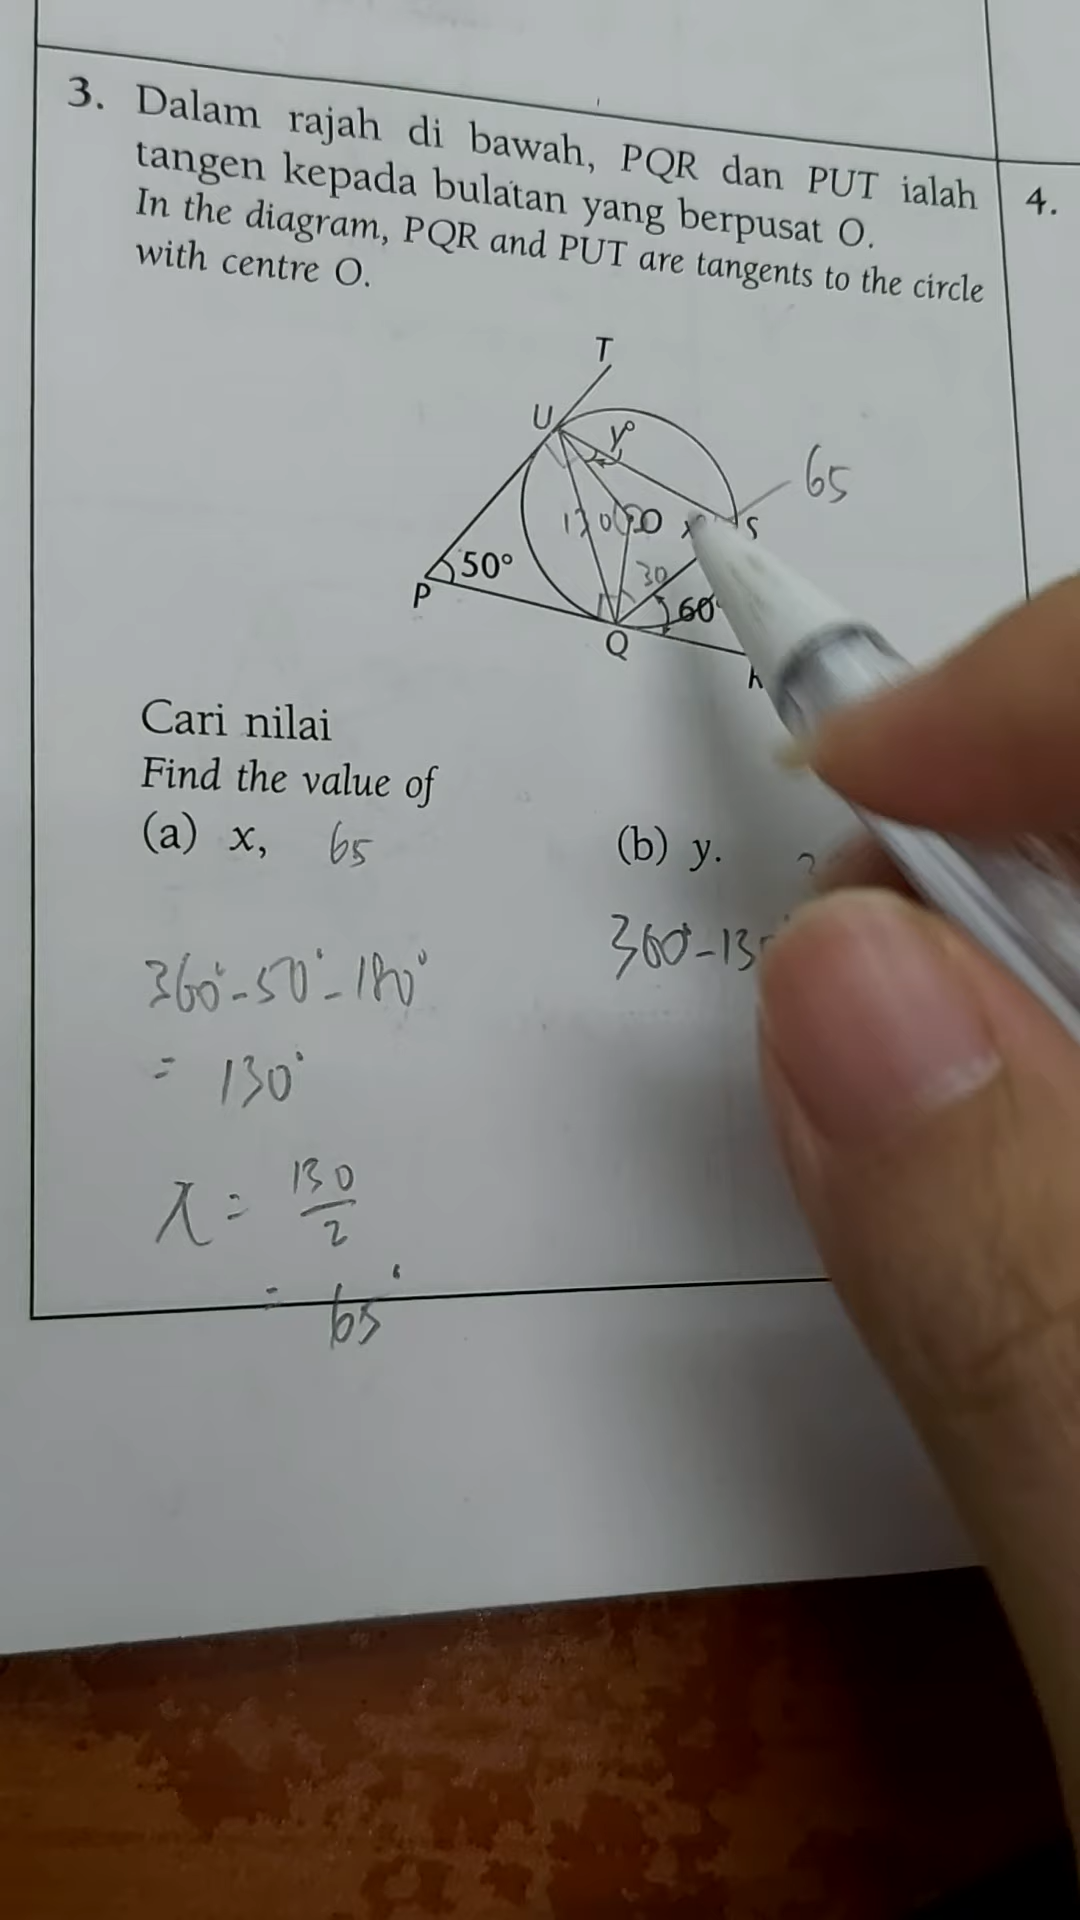 3. Dalam rajah di bawah, PQR dan PUT ialah
tangen kepada bulatan yang berpusat O.
In the diagram, PQR and PUT are tangents to the circle
with centre O.
4.
T
U
y°
65
130
O
x
S
50°
30
60
P
Q
Cari nilai
Find the value of
(a) x, 65
(b) y.
360°-50°-180°
= 130°
x = 130/2
= 65°
360°-13